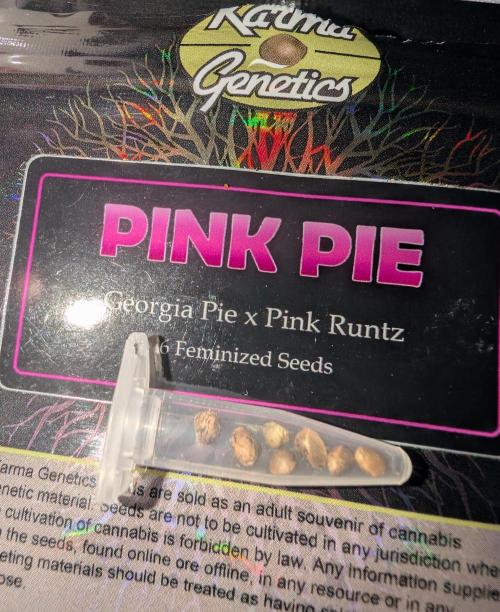 Karma
Genetics
PINK PIE
Georgia Pie x Pink Runtz
6 Feminized Seeds
arma Genetics are sold as an adult souvenir of cannabis
enetic material. Seeds are not to be cultivated in any jurisdiction whe
cultivation of cannabis is forbidden by law. Any information supplie
the seeds, found online ore offline, in any resource or in any
eting materials should be treated as having
ose.